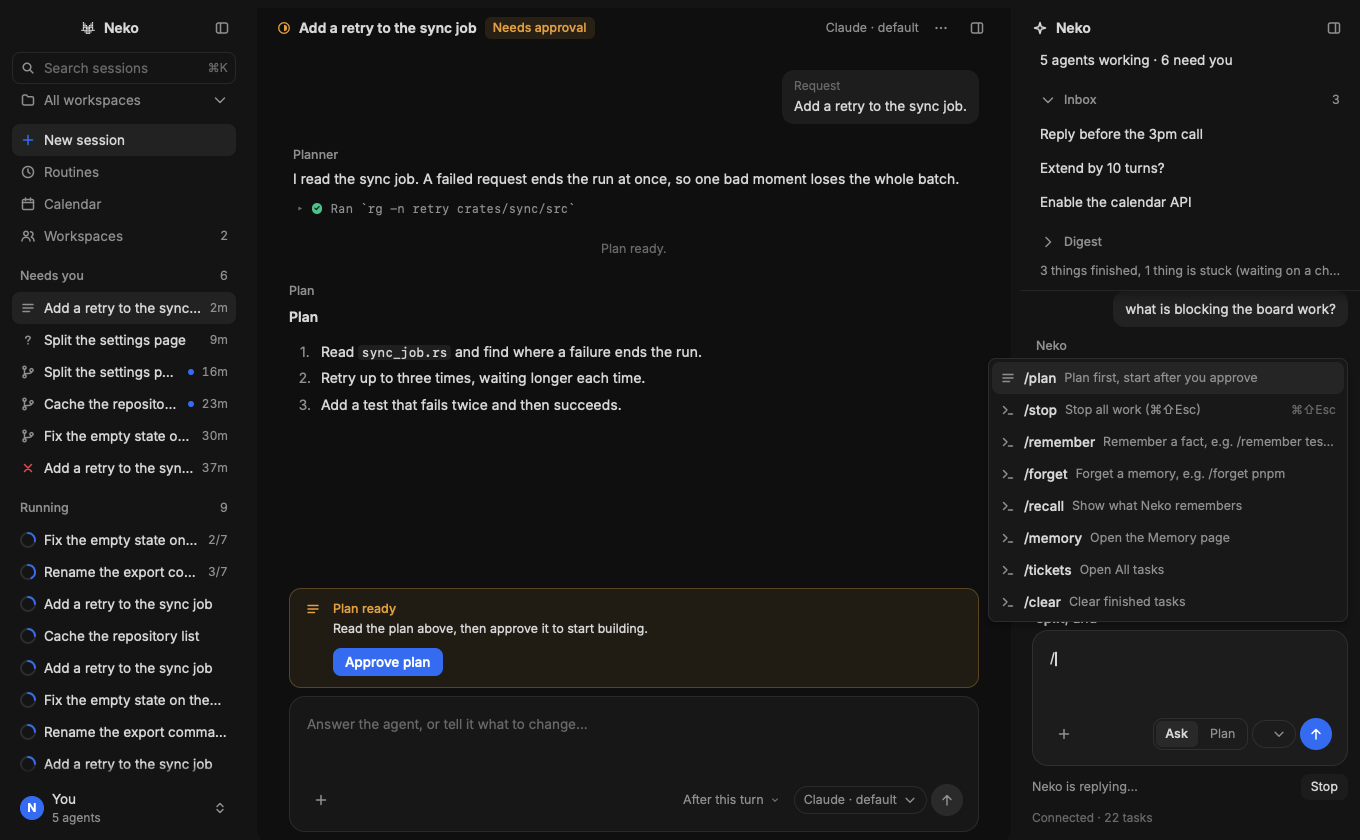 Neko
Search sessions ⌘K
All workspaces
New session
Routines
Calendar
Workspaces 2
Needs you 6
Add a retry to the sync... 2m
Split the settings page 9m
Split the settings p... 16m
Cache the reposito... 23m
Fix the empty state o... 30m
Add a retry to the syn... 37m
Running 9
Fix the empty state on... 2/7
Rename the export co... 3/7
Add a retry to the sync job
Cache the repository list
Add a retry to the sync job
Fix the empty state on the...
Rename the export comma...
Add a retry to the sync job
N
You
5 agents
Add a retry to the sync job Needs approval Claude · default
Request
Add a retry to the sync job.
Planner
I read the sync job. A failed request ends the run at once, so one bad moment loses the whole batch.
Ran `rg -n retry crates/sync/src`
Plan ready.
Plan
Plan
1. Read sync_job.rs and find where a failure ends the run.
2. Retry up to three times, waiting longer each time.
3. Add a test that fails twice and then succeeds.
Plan ready
Read the plan above, then approve it to start building.
Approve plan
Answer the agent, or tell it what to change...
After this turn Claude · default
Neko
5 agents working · 6 need you
Inbox 3
Reply before the 3pm call
Extend by 10 turns?
Enable the calendar API
Digest
3 things finished, 1 thing is stuck (waiting on a ch...
what is blocking the board work?
Neko
/plan Plan first, start after you approve
/stop Stop all work (⌘⇧Esc) ⌘⇧Esc
/remember Remember a fact, e.g. /remember tes...
/forget Forget a memory, e.g. /forget pnpm
/recall Show what Neko remembers
/memory Open the Memory page
/tickets Open All tasks
/clear Clear finished tasks
/
Ask Plan
Neko is replying... Stop
Connected · 22 tasks